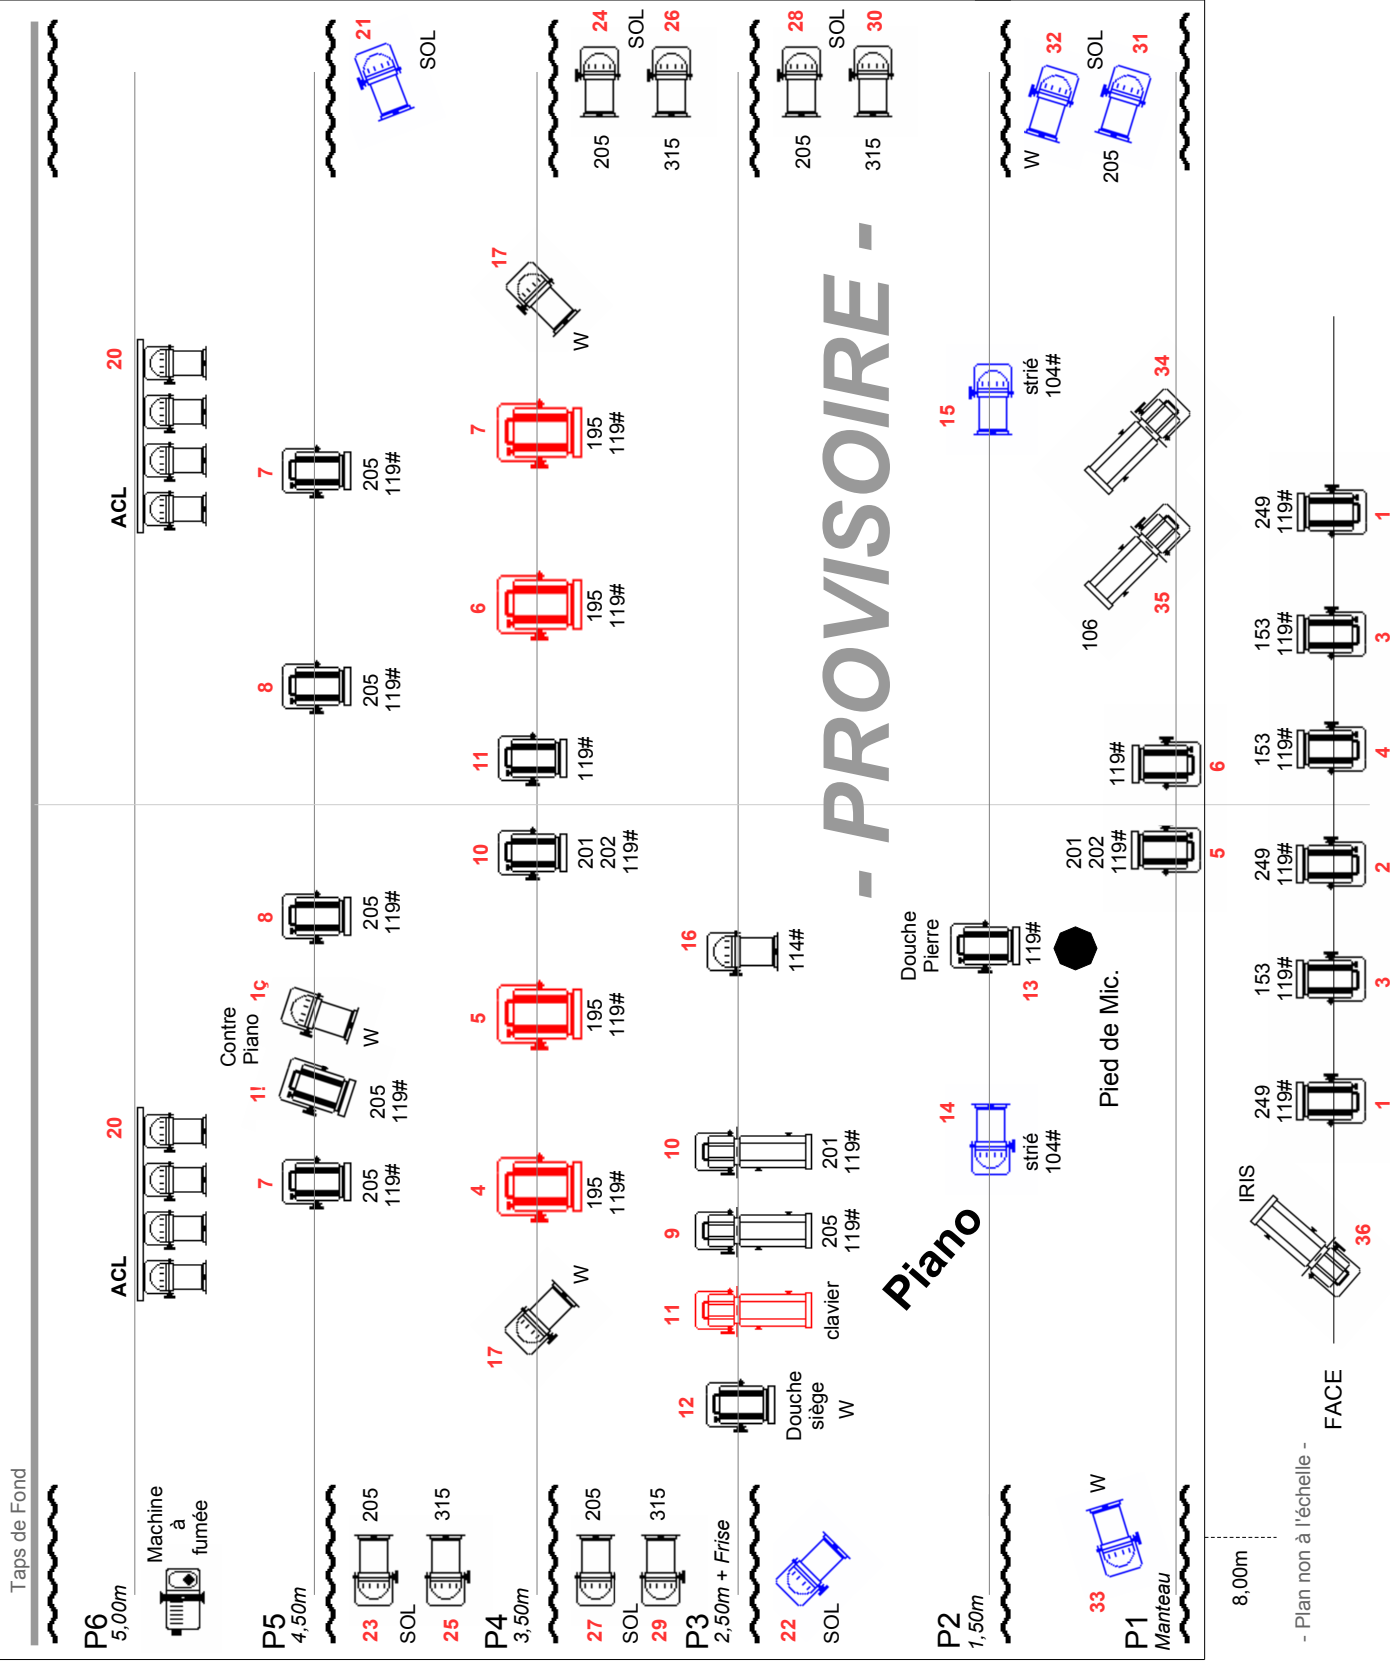 Taps de Fond
P6
5,00m
Machine
à
fumée
ACL
20
ACL
20
P5
4,50m
7
205
119#
Contre
Piano
1!
205
119#
1ç
W
8
205
119#
8
205
119#
7
205
119#
23
SOL
205
25
315
21
SOL
P4
3,50m
17
W
4
195
119#
5
195
119#
10
201
202
119#
11
119#
6
195
119#
7
195
119#
17
W
27
SOL
205
29
315
24
SOL
205
26
315
P3
2,50m + Frise
12
Douche
siège
W
11
clavier
9
205
119#
10
201
119#
16
114#
22
SOL
28
SOL
205
30
315
- PROVISOIRE -
P2
1,50m
Piano
14
strié
104#
Douche
Pierre
13
119#
Pied de Mic.
15
strié
104#
33
W
32
SOL
W
31
205
P1
Manteau
201
202
119#
5
119#
6
106
35
34
8,00m
FACE
IRIS
36
249
119#
1
153
119#
3
249
119#
2
153
119#
4
153
119#
3
249
119#
1
- Plan non à l'échelle -